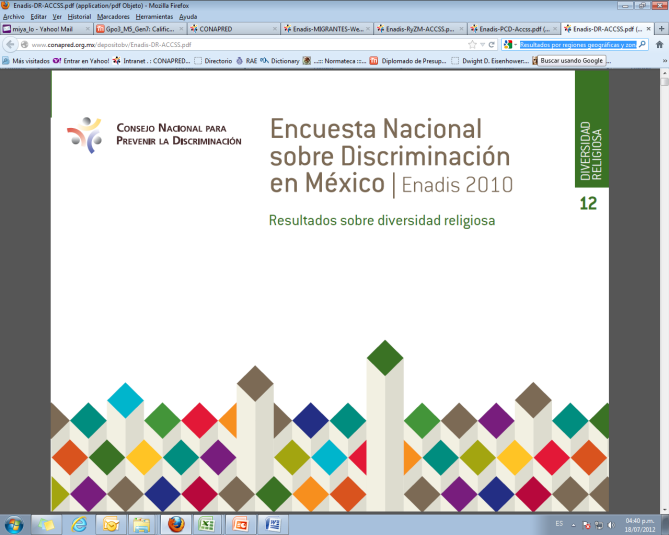 Enadis-DR-ACCSS.pdf (application/pdf Objeto) - Mozilla Firefox
Archivo Editar Ver Historial Marcadores Herramientas Ayuda
miya_lo - Yahoo! Mail
Gpo3_M5_Gen7: Calific...
CONAPRED
Enadis-MIGRANTES-We...
Enadis-RyZM-ACCSS.p...
Enadis-PCD-Accss.pdf (...
Enadis-DR-ACCSS.pdf (...
www.conapred.org.mx/depositobv/Enadis-DR-ACCSS.pdf
Resultados por regiones geográficas y zon
Más visitados
Entrar en Yahoo!
Intranet .: CONAPRED...
Directorio
RAE
Dictionary
..::: Normateca ::...
Diplomado de Presup...
Dwight D. Eisenhower...
Buscar usando Google
CONSEJO NACIONAL PARA
PREVENIR LA DISCRIMINACIÓN
Encuesta Nacional
sobre Discriminación
en México | Enadis 2010
Resultados sobre diversidad religiosa
DIVERSIDAD
RELIGIOSA
12
ES
04:40 p.m.
18/07/2012